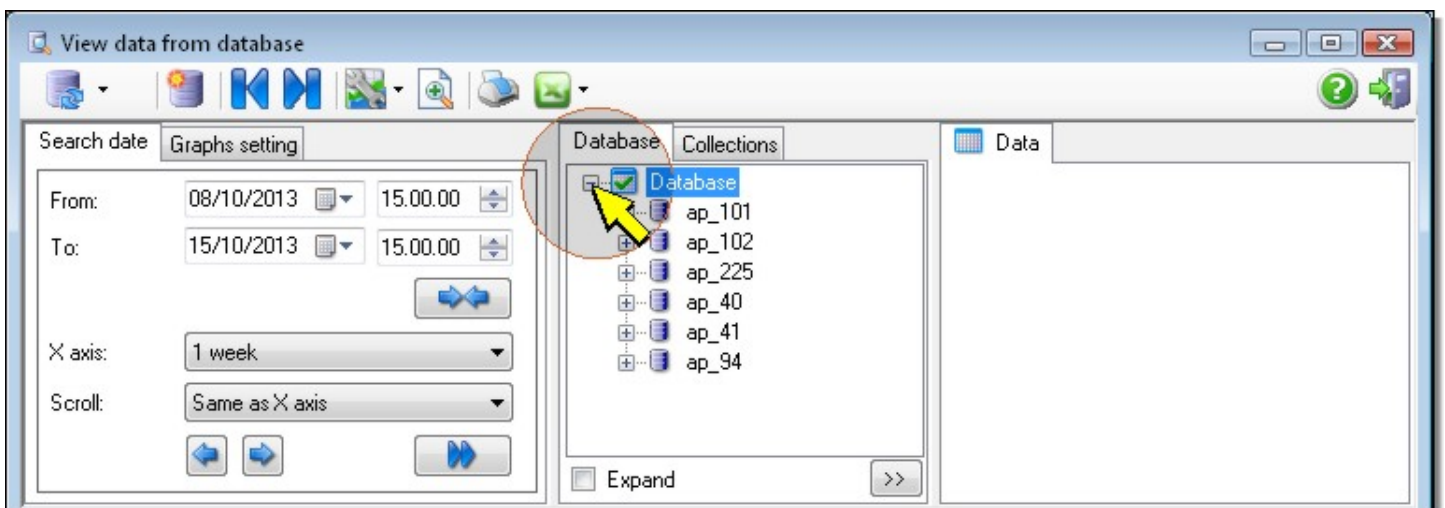 View data from database
Search date Graphs setting
From: 08/10/2013 15.00.00
To: 15/10/2013 15.00.00
X axis: 1 week
Scroll: Same as X axis
Database Collections
Database
ap_101
ap_102
ap_225
ap_40
ap_41
ap_94
Expand >>
Data